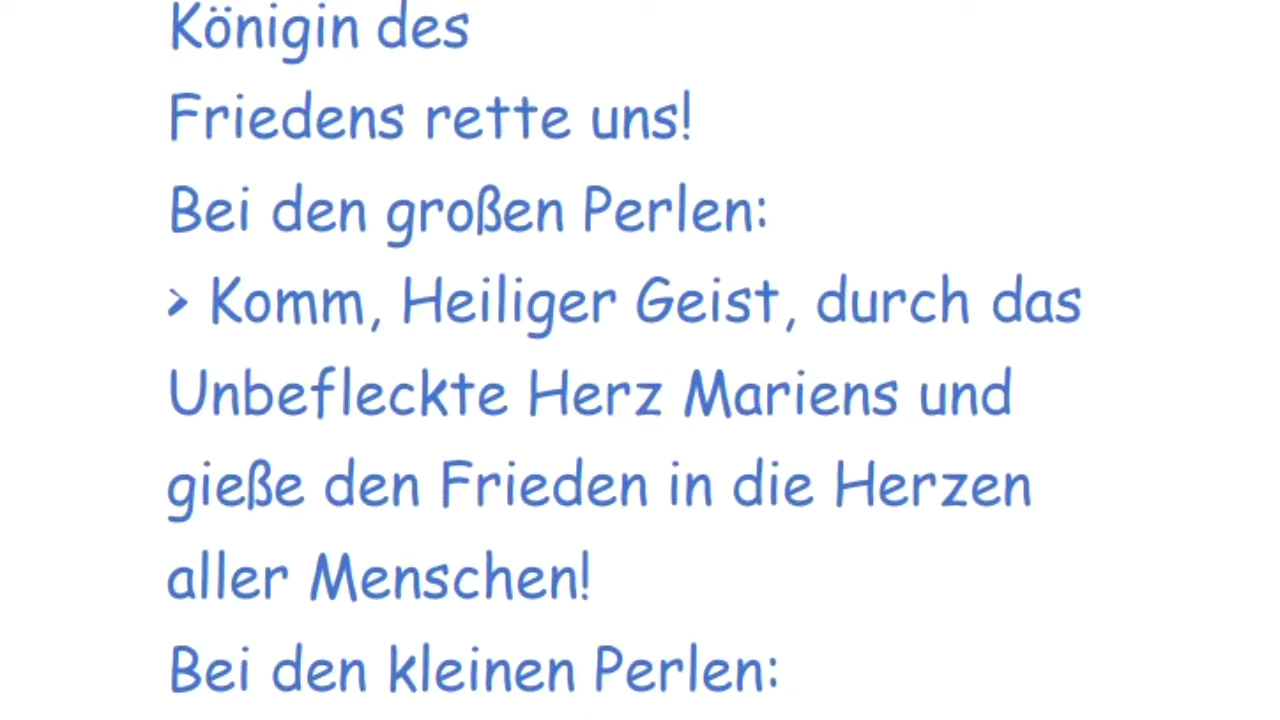 Königin des
Friedens rette uns!
Bei den großen Perlen:
> Komm, Heiliger Geist, durch das
Unbefleckte Herz Mariens und
gieße den Frieden in die Herzen
aller Menschen!
Bei den kleinen Perlen: